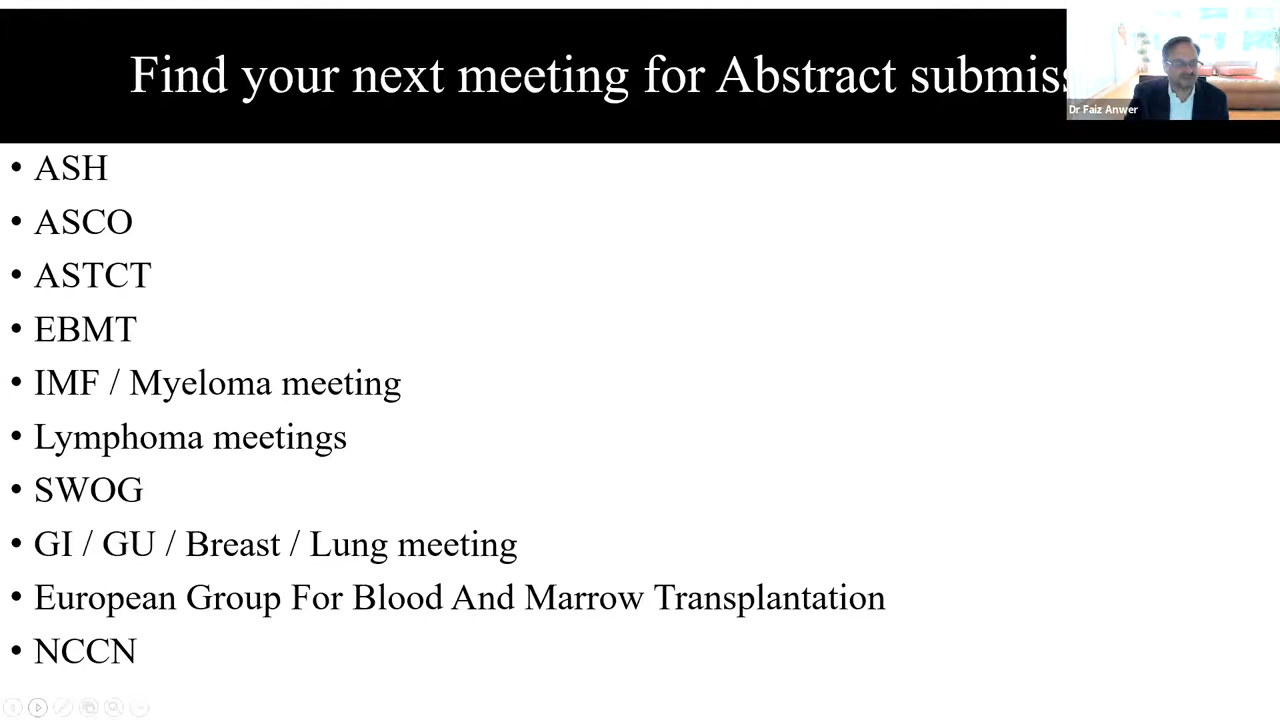 Find your next meeting for Abstract submiss
Dr Faiz Anwer
• ASH
• ASCO
• ASTCT
• EBMT
• IMF / Myeloma meeting
• Lymphoma meetings
• SWOG
• GI / GU / Breast / Lung meeting
• European Group For Blood And Marrow Transplantation
• NCCN